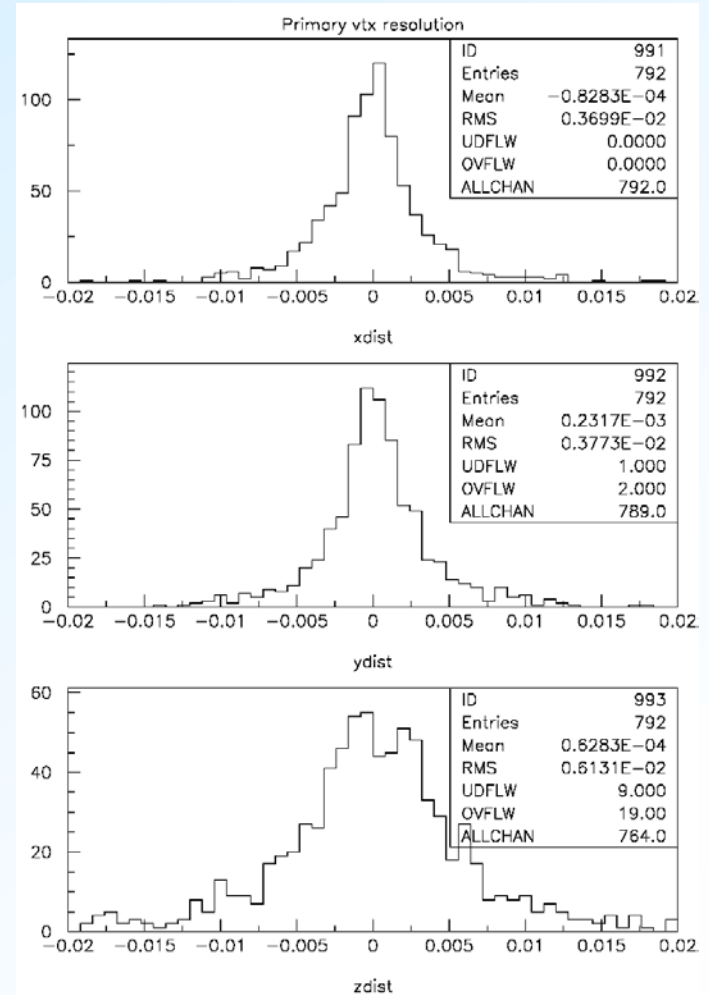 Primary vtx resolution
ID 991
Entries 792
Mean -0.8283E-04
RMS 0.3699E-02
UDFLW 0.0000
OVFLW 0.0000
ALLCHAN 792.0
100
50
0
-0.02 -0.015 -0.01 -0.005 0 0.005 0.01 0.015 0.02
xdist
ID 992
Entries 792
Mean 0.2317E-03
RMS 0.3773E-02
UDFLW 1.000
OVFLW 2.000
ALLCHAN 789.0
100
75
50
25
0
-0.02 -0.015 -0.01 -0.005 0 0.005 0.01 0.015 0.02
ydist
ID 993
Entries 792
Mean 0.6283E-04
RMS 0.6131E-02
UDFLW 9.000
OVFLW 19.00
ALLCHAN 764.0
60
40
20
0
-0.02 -0.015 -0.01 -0.005 0 0.005 0.01 0.015 0.02
zdist